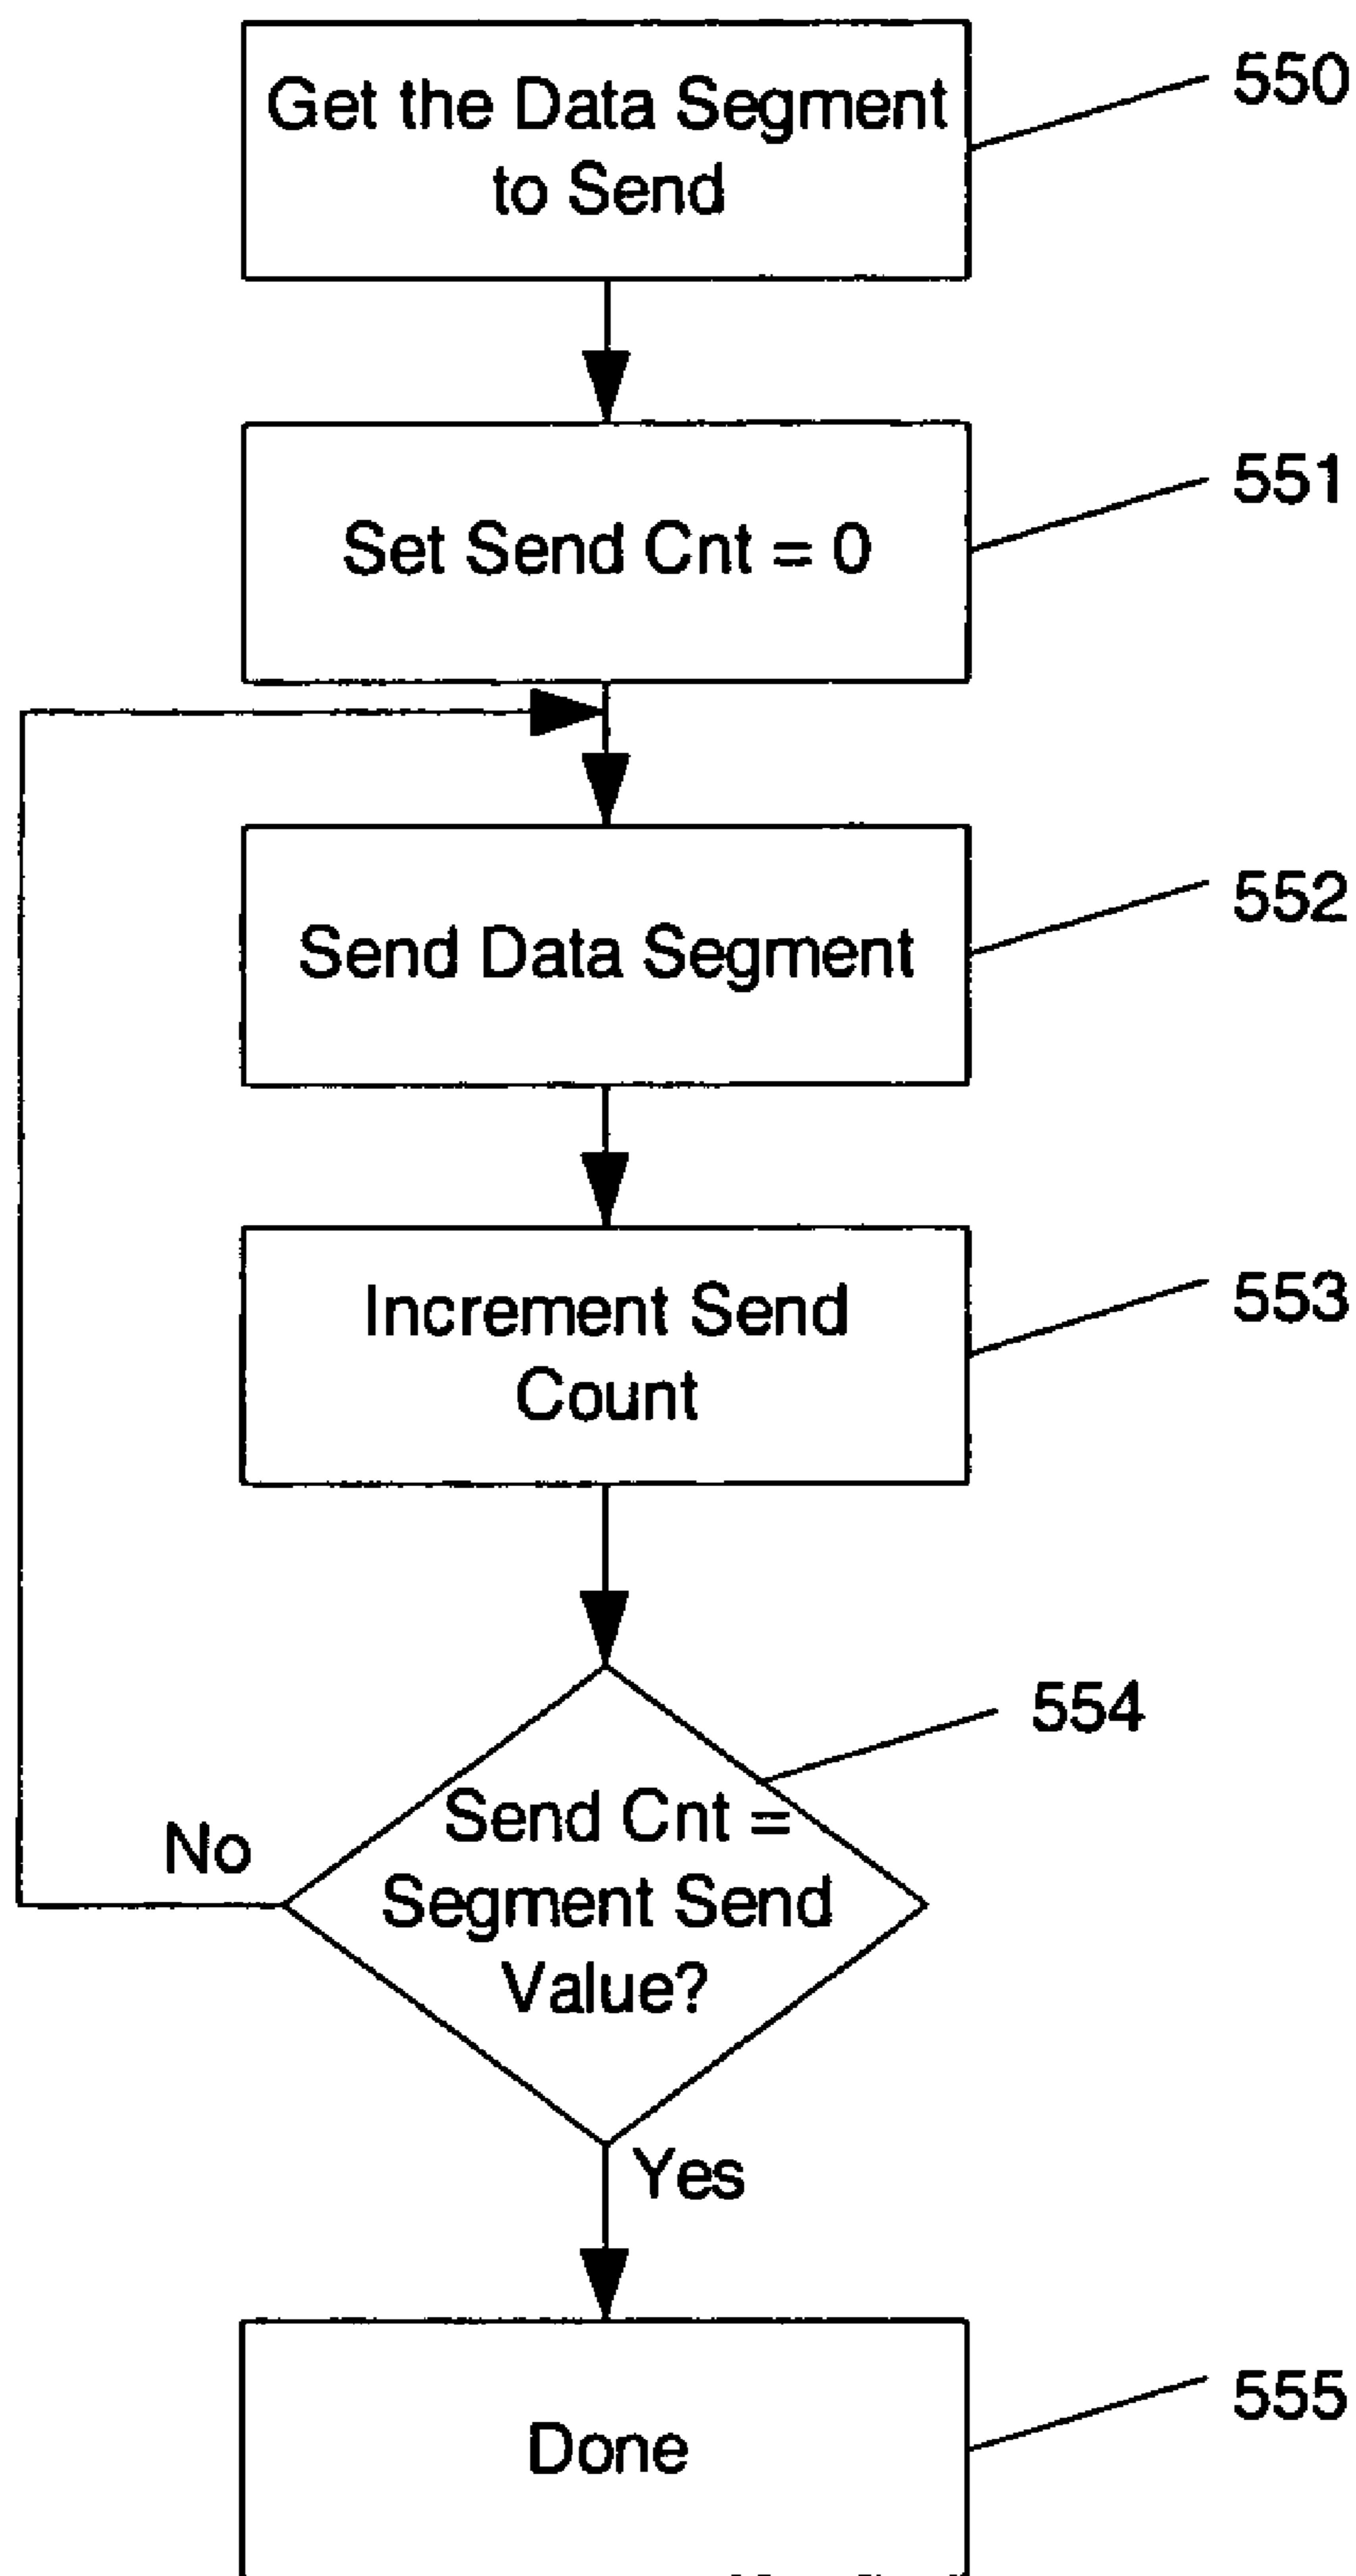 Get the Data Segment
to Send
550
Set Send Cnt = 0
551
Send Data Segment
552
Increment Send
Count
553
554
Send Cnt =
Segment Send
Value?
No
Yes
Done
555